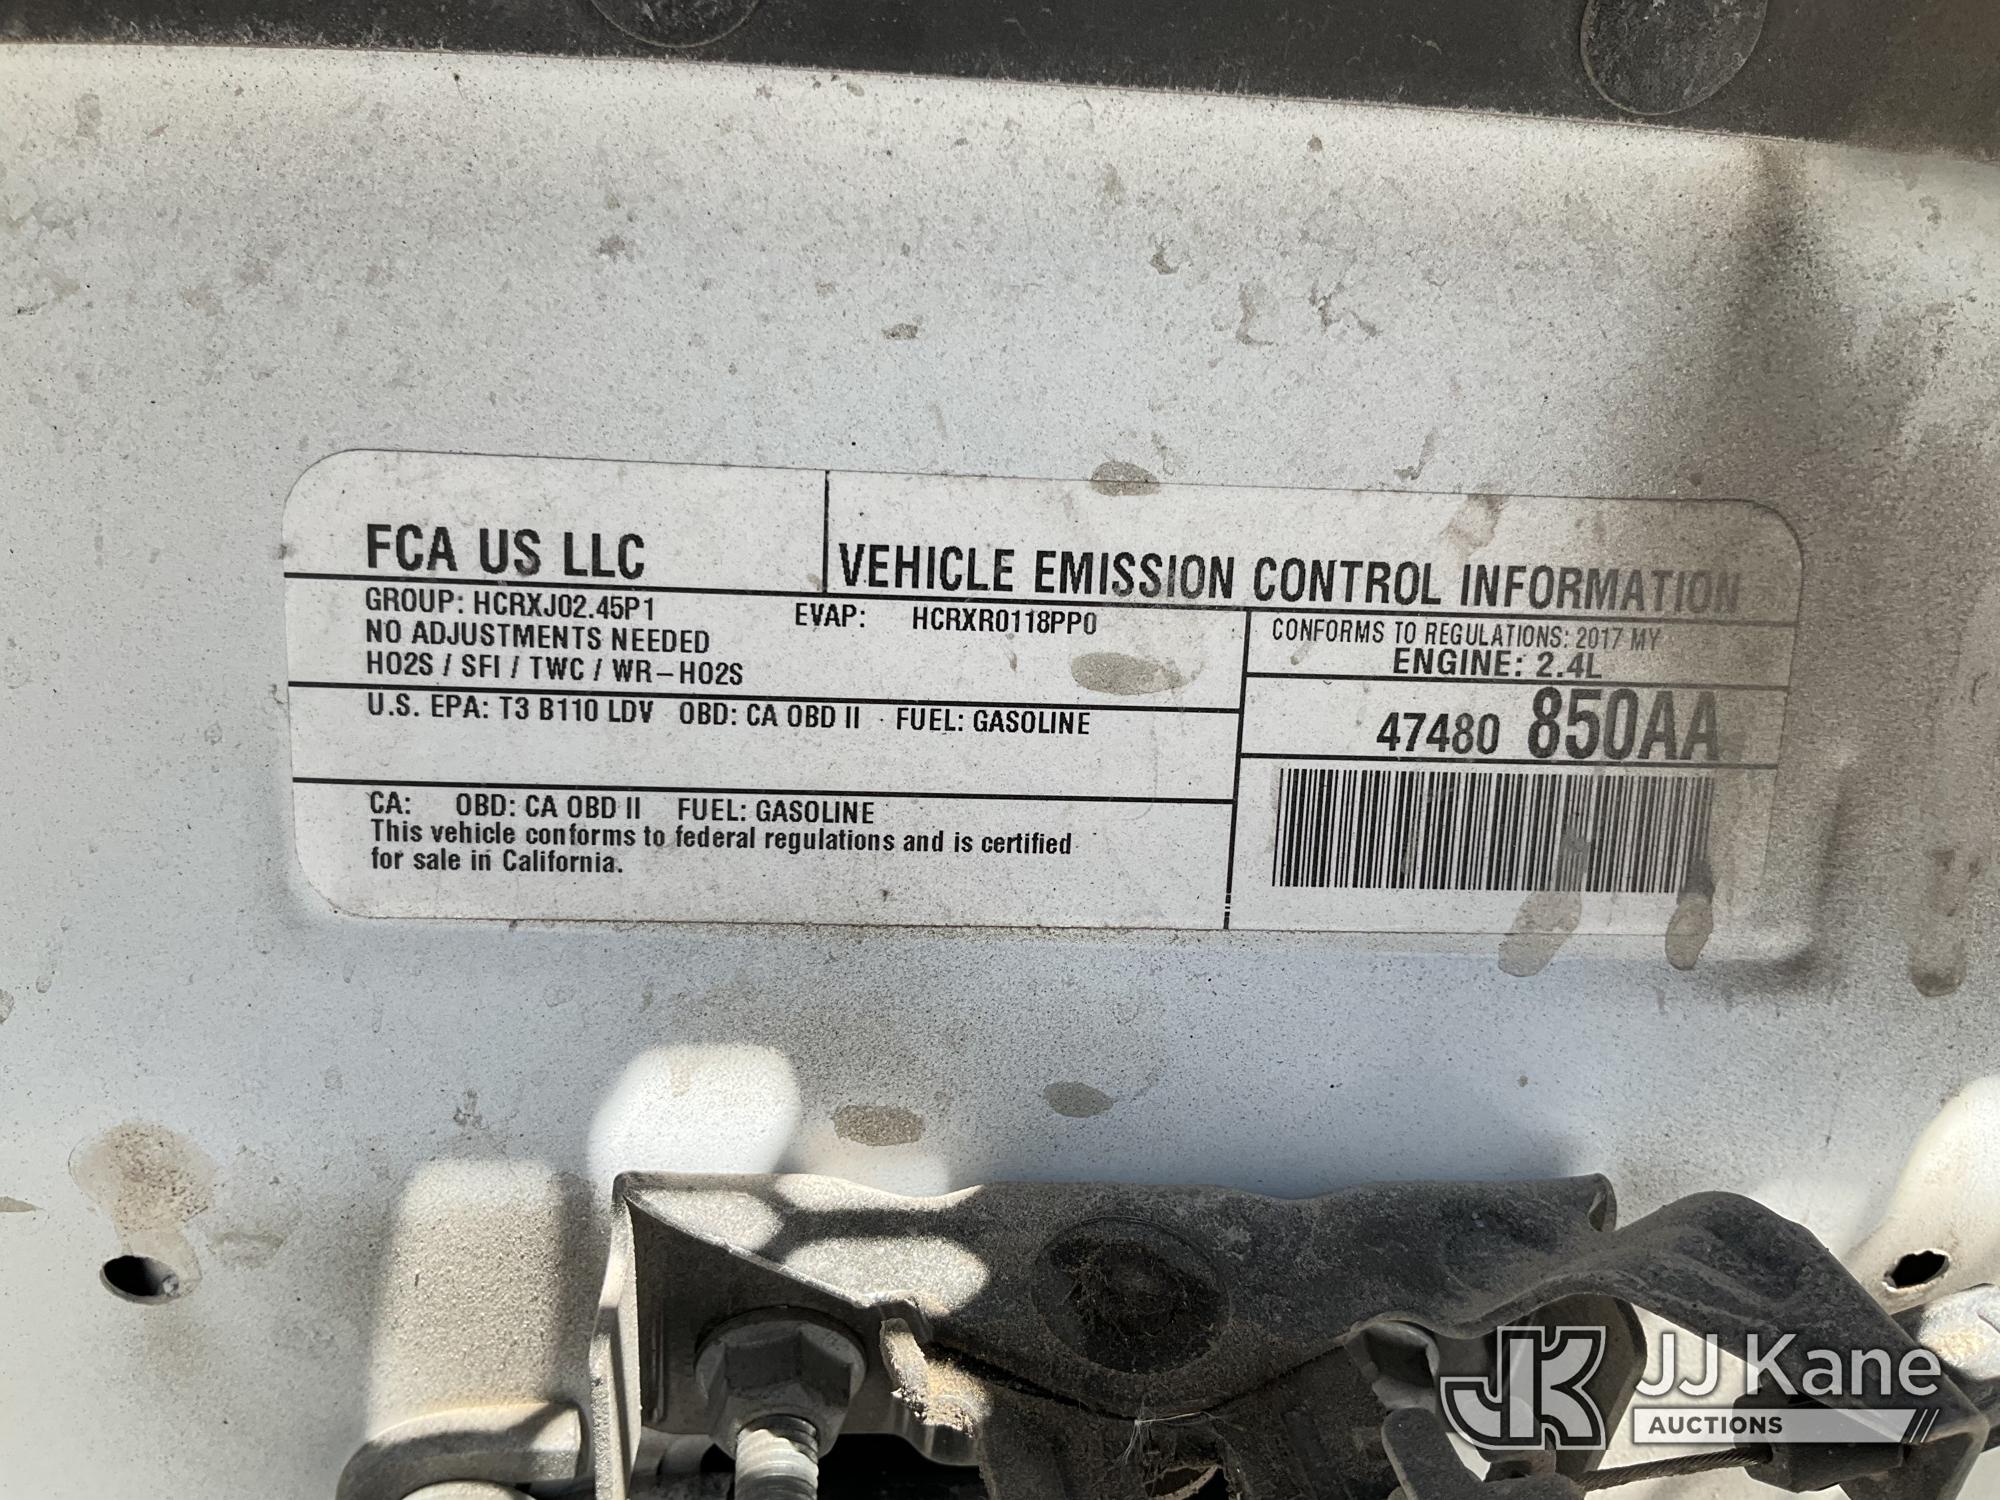 FCA US LLC
VEHICLE EMISSION CONTROL INFORMATION
GROUP: HCRXJ02.45P1 EVAP: HCRXR0118PP0
NO ADJUSTMENTS NEEDED
HO2S / SFI / TWC / WR-HO2S
CONFORMS TO REGULATIONS: 2017 MY
ENGINE: 2.4L
U.S. EPA: T3 B110 LDV OBD: CA OBD II FUEL: GASOLINE
47480 850AA
CA: OBD: CA OBD II FUEL: GASOLINE
This vehicle conforms to federal regulations and is certified
for sale in California.
JK JJ Kane
AUCTIONS